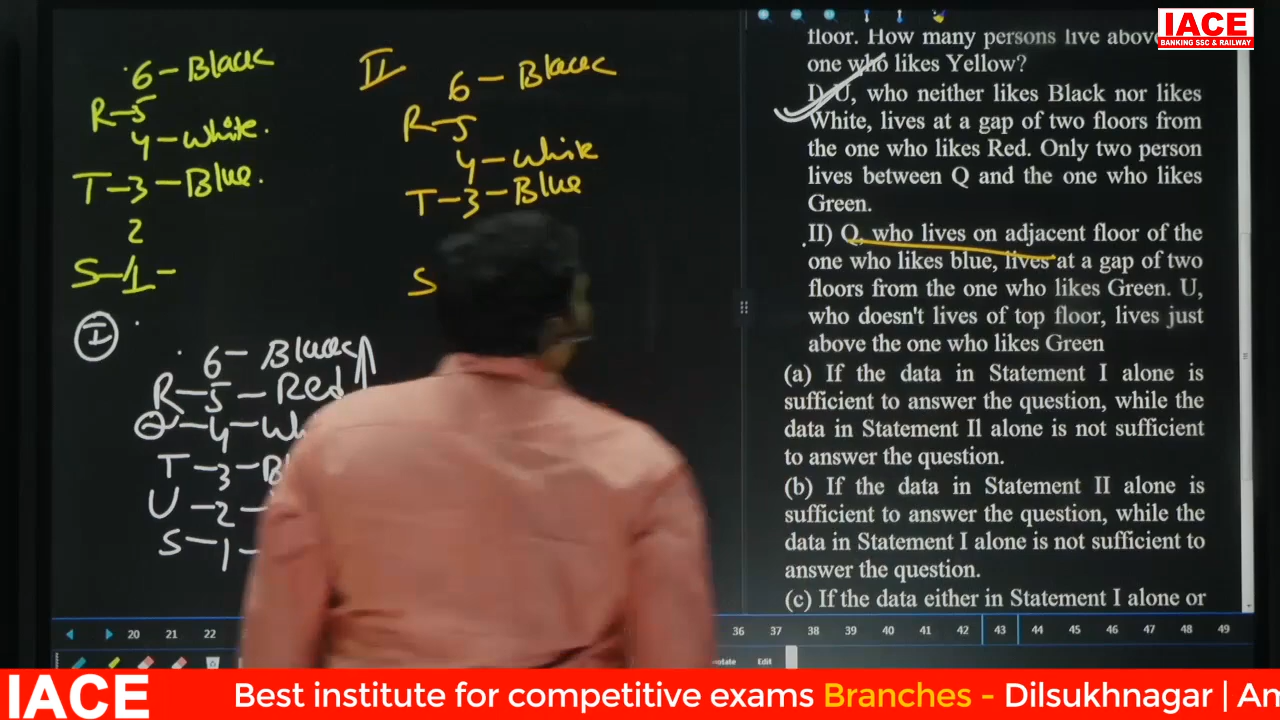 IACE
BANKING SSC & RAILWAY
6 - Black
R - 5
4 - White.
T - 3 - Blue.
2
S - 1 -
I
6 - Black
R - 5 - Red
4 - Wh
T - 3 - B
U - 2 -
S - 1 -
II
6 - Black
R - 5
4 - White
T - 3 - Blue
S
floor. How many persons live above
one who likes Yellow?
I) U, who neither likes Black nor likes
White, lives at a gap of two floors from
the one who likes Red. Only two person
lives between Q and the one who likes
Green.
II) Q, who lives on adjacent floor of the
one who likes blue, lives at a gap of two
floors from the one who likes Green. U,
who doesn't lives of top floor, lives just
above the one who likes Green
(a) If the data in Statement I alone is
sufficient to answer the question, while the
data in Statement Il alone is not sufficient
to answer the question.
(b) If the data in Statement II alone is
sufficient to answer the question, while the
data in Statement I alone is not sufficient to
answer the question.
(c) If the data either in Statement I alone or
20 21 22 36 37 38 39 40 41 42 43 44 45 46 47 48 49
notate Edit
IACE Best institute for competitive exams Branches - Dilsukhnagar | An